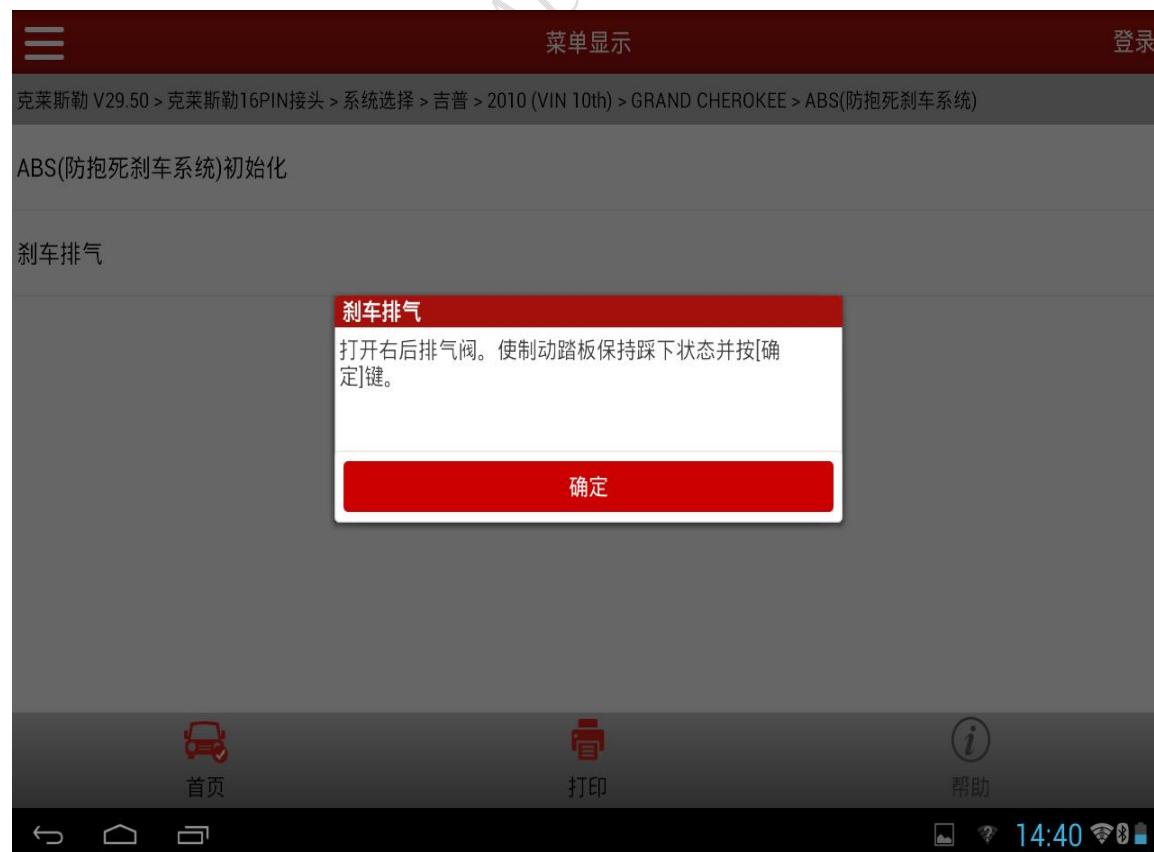 菜单显示
登录
克莱斯勒 V29.50 > 克莱斯勒16PIN接头 > 系统选择 > 吉普 > 2010 (VIN 10th) > GRAND CHEROKEE > ABS(防抱死刹车系统)
ABS(防抱死刹车系统)初始化
刹车排气
刹车排气
打开右后排气阀。使制动踏板保持踩下状态并按[确
定]键。
确定
首页
打印
帮助
14:40